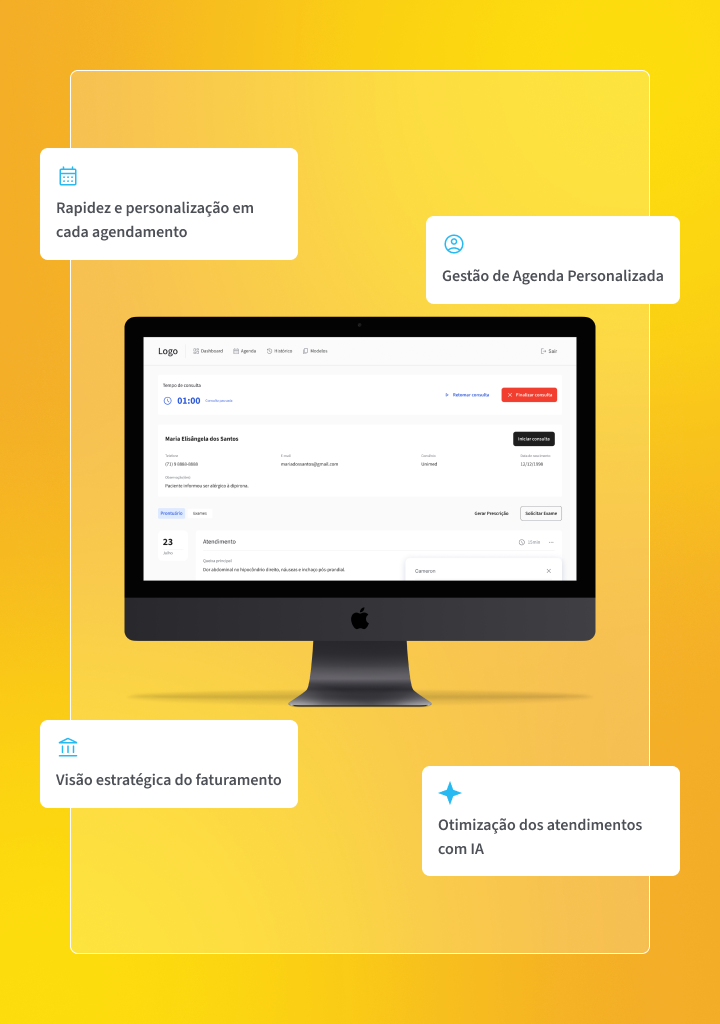 Rapidez e personalização em
cada agendamento
Gestão de Agenda Personalizada
Logo
Dashboard
Agenda
Histórico
Modelos
Sair
Tempo de consulta
01:00
Consulta pausada
Retomar consulta
Finalizar consulta
Maria Elisângela dos Santos
Iniciar consulta
Telefone
E-mail
Convênio
Data de nascimento
(71) 9 8888-8888
mariadossantos@gmail.com
Unimed
12/12/1998
Observações
Paciente informou ser alérgico à dipirona.
Prontuário
Exames
Gerar Prescrição
Solicitar Exame
23
Julho
Atendimento
Queixa principal
Dor abdominal no hipocôndrio direito, náuseas e inchaço pós-prandial.
Cameron
Visão estratégica do faturamento
Otimização dos atendimentos
com IA